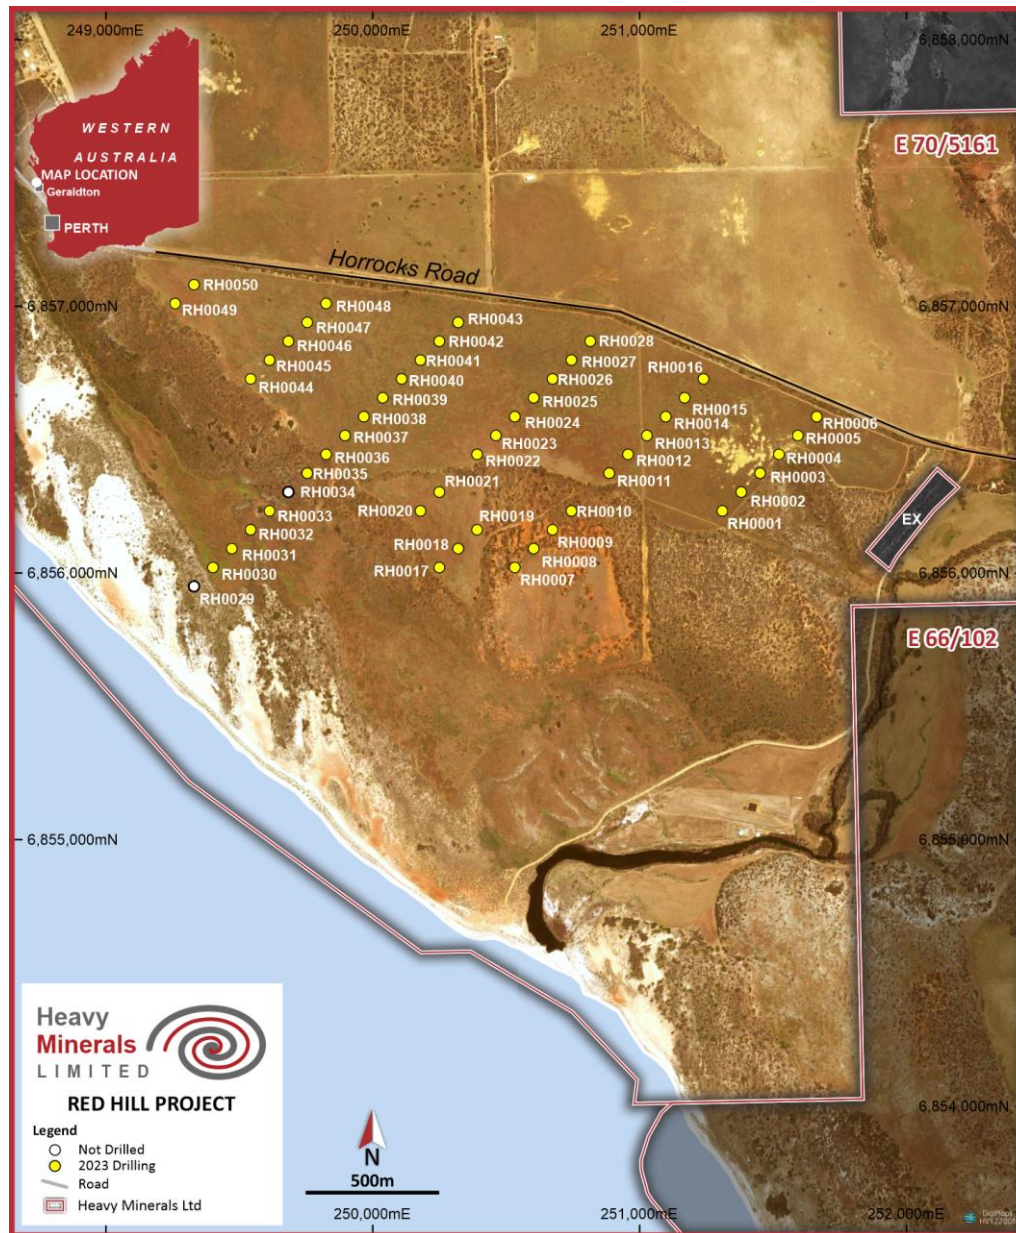 249,000mE
250,000mE
251,000mE
6,858,000mN
WESTERN
AUSTRALIA
MAP LOCATION
Geraldton
PERTH
E 70/5161
Horrocks Road
RH0050
6,857,000mN
RH0049
RH0048
RH0043
6,857,000mN
RH0047
RH0046
RH0042
RH0028
RH0045
RH0041
RH0027
RH0044
RH0040
RH0026
RH0016
RH0039
RH0025
RH0015
RH0038
RH0024
RH0014
RH0006
RH0037
RH0023
RH0013
RH0005
RH0036
RH0022
RH0012
RH0004
RH0035
RH0021
RH0011
RH0003
RH0034
RH0002
RH0033
RH0020
RH0019
RH0010
RH0001
EX
RH0032
RH0009
RH0031
RH0018
RH0008
RH0030
RH0017
RH0007
6,856,000mN
6,856,000mN
RH0029
E 66/102
6,855,000mN
6,855,000mN
Heavy
Minerals
LIMITED
RED HILL PROJECT
Legend
Not Drilled
2023 Drilling
Road
Heavy Minerals Ltd
N
500m
6,854,000mN
250,000mE
251,000mE
252,000mE
DigiMaps